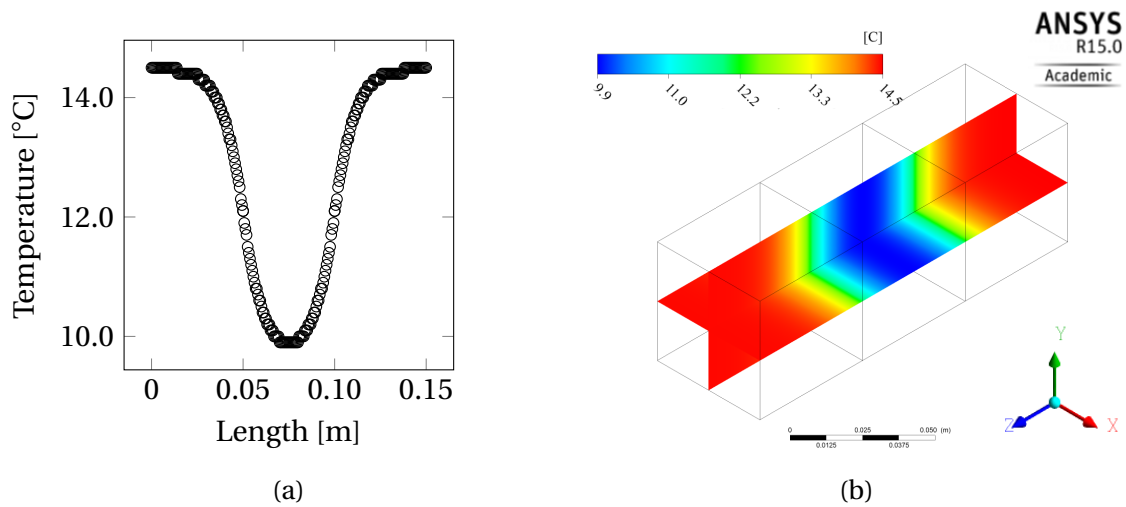 14.0
12.0
10.0
Temperature [°C]
0
0.05
0.10
0.15
Length [m]
(a)
[C]
9.9
11.0
12.2
13.3
14.5
ANSYS
R15.0
Academic
Y
Z
X
0
0.025
0.050
(m)
0.0125
0.0375
(b)